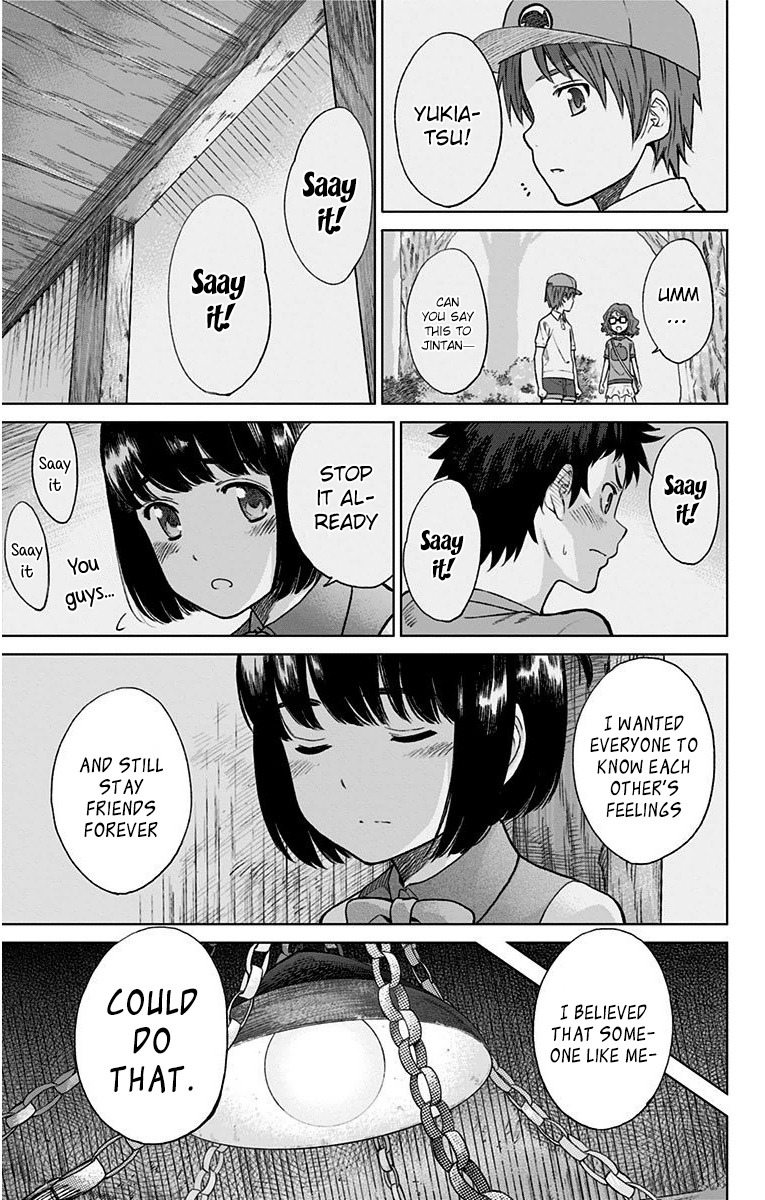 YUKIA-
TSU!
UMM
...
CAN
YOU SAY
THIS TO
JINTAN—
Saay
it!
Saay
it!
Saay
it!
Saay
it!
STOP
IT AL-
READY
Saay
it
Saay
it
You
guys...
I WANTED
EVERYONE TO
KNOW EACH
OTHER'S
FEELINGS
AND STILL
STAY
FRIENDS
FOREVER
I BELIEVED
THAT SOME-
ONE LIKE ME-
COULD
DO
THAT.